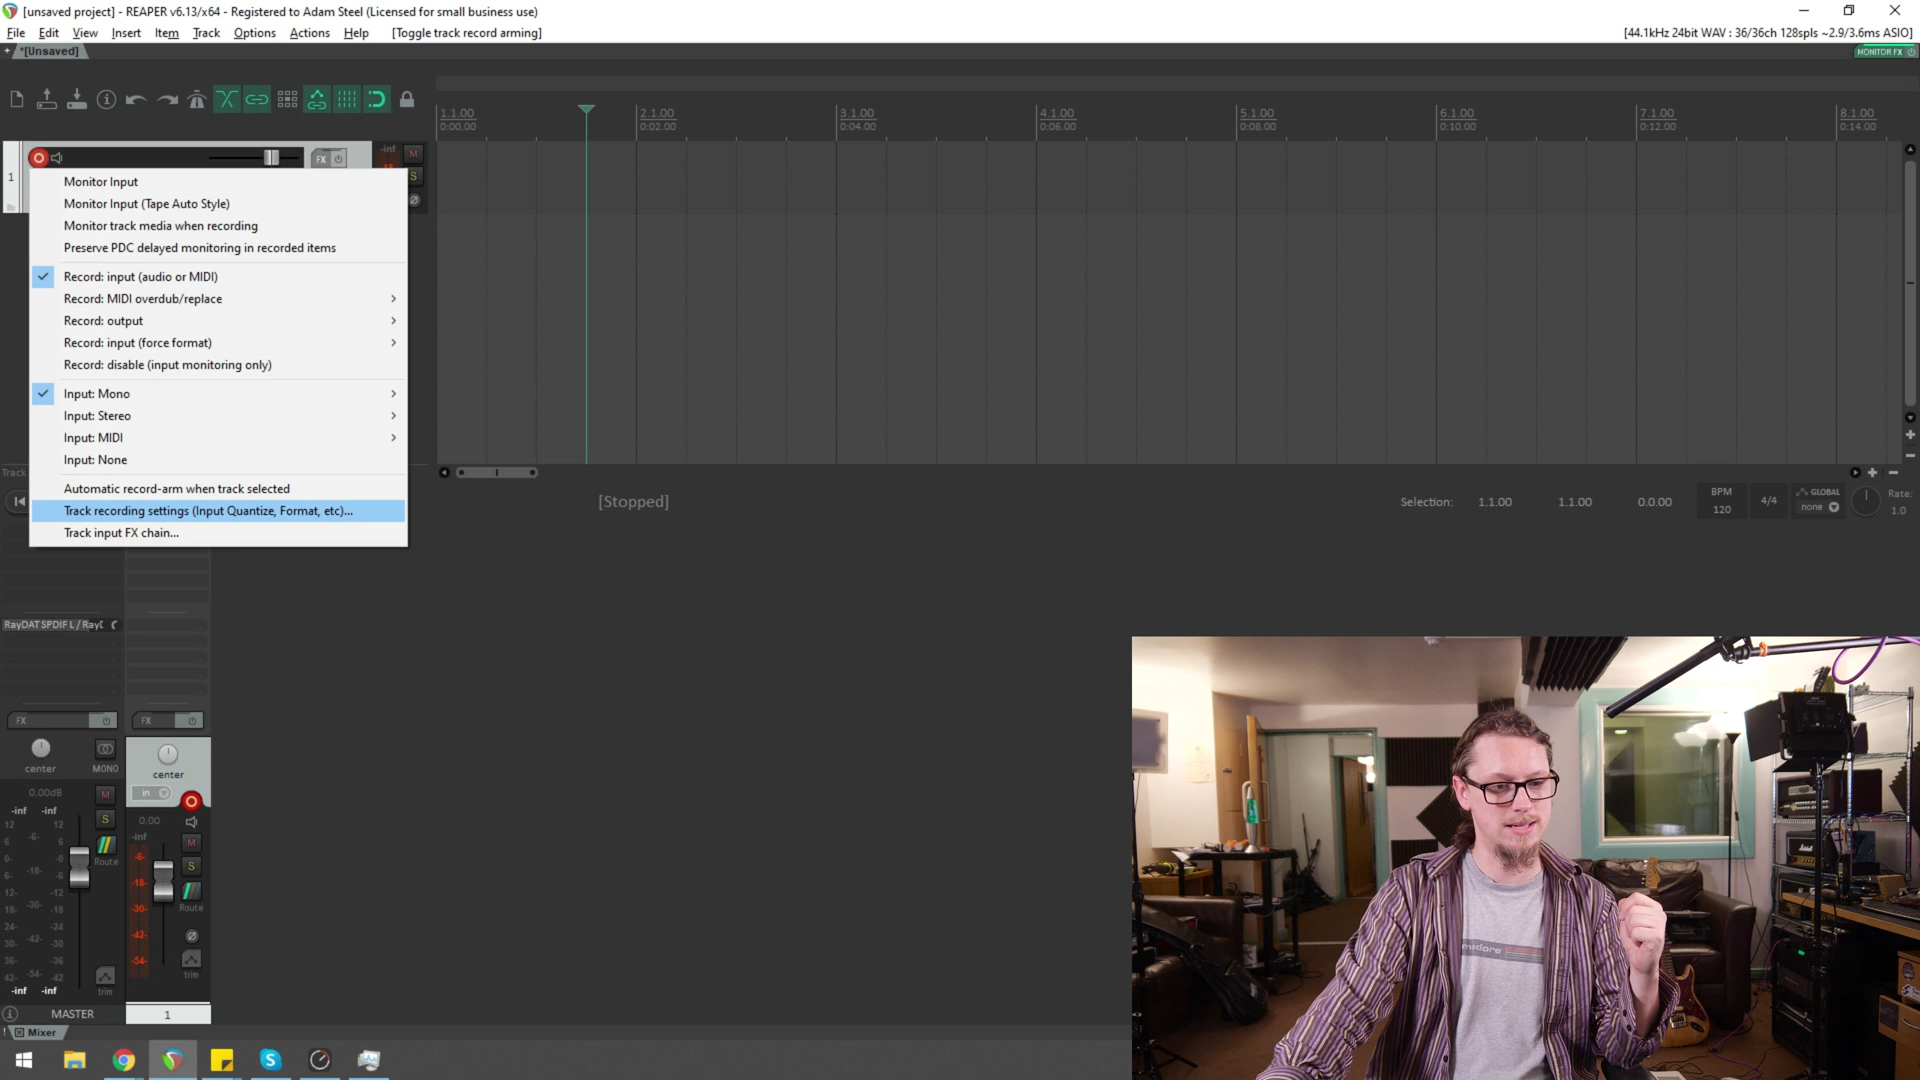 [unsaved project] - REAPER v6.13/x64 - Registered to Adam Steel (Licensed for small business use)
File Edit View Insert Item Track Options Actions Help [Toggle track record arming]
[44.1kHz 24bit WAV : 36/36ch 128spls ~2.9/3.6ms ASIO]
+ *[Unsaved]
MONITOR FX
1.1.00 2.1.00 3.1.00 4.1.00 5.1.00 6.1.00 7.1.00 8.1.00
0:00.00 0:02.00 0:04.00 0:06.00 0:08.00 0:10.00 0:12.00 0:14.00
FX
-inf
M
S
1
Monitor Input
Monitor Input (Tape Auto Style)
Monitor track media when recording
Preserve PDC delayed monitoring in recorded items
Record: input (audio or MIDI)
Record: MIDI overdub/replace
Record: output
Record: input (force format)
Record: disable (input monitoring only)
Input: Mono
Input: Stereo
Input: MIDI
Input: None
Automatic record-arm when track selected
Track recording settings (Input Quantize, Format, etc)...
Track input FX chain...
Track
[Stopped]
Selection: 1.1.00 1.1.00 0.0.00
BPM
120
4/4
GLOBAL
none
Rate:
1.0
RayDAT SPDIF L / Ray
FX
FX
center
MONO
center
in
0.00dB
M
0.00
-inf -inf
S
-inf
M
S
Route
Route
12 -6- 12
6 6
0- -0
6- -18- 6-
12- 12-
18- -30- -18
24- -24
30- -42- -30
36- -36
42- -54- -42
-inf -inf
-6-
-18-
-30-
-42-
-54-
trim
trim
MASTER
1
Mixer